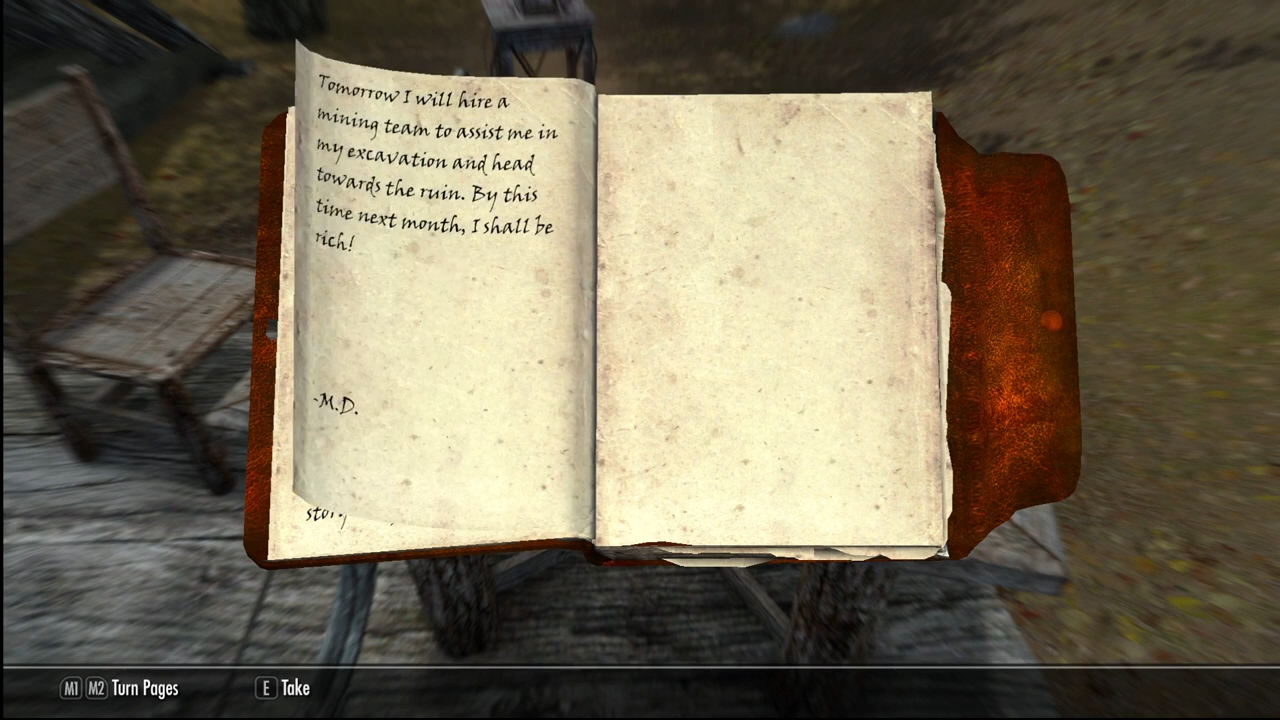 Tomorrow I will hire a
mining team to assist me in
my excavation and head
towards the ruin. By this
time next month, I shall be
rich!
-M.D.
M1 M2 Turn Pages
E Take